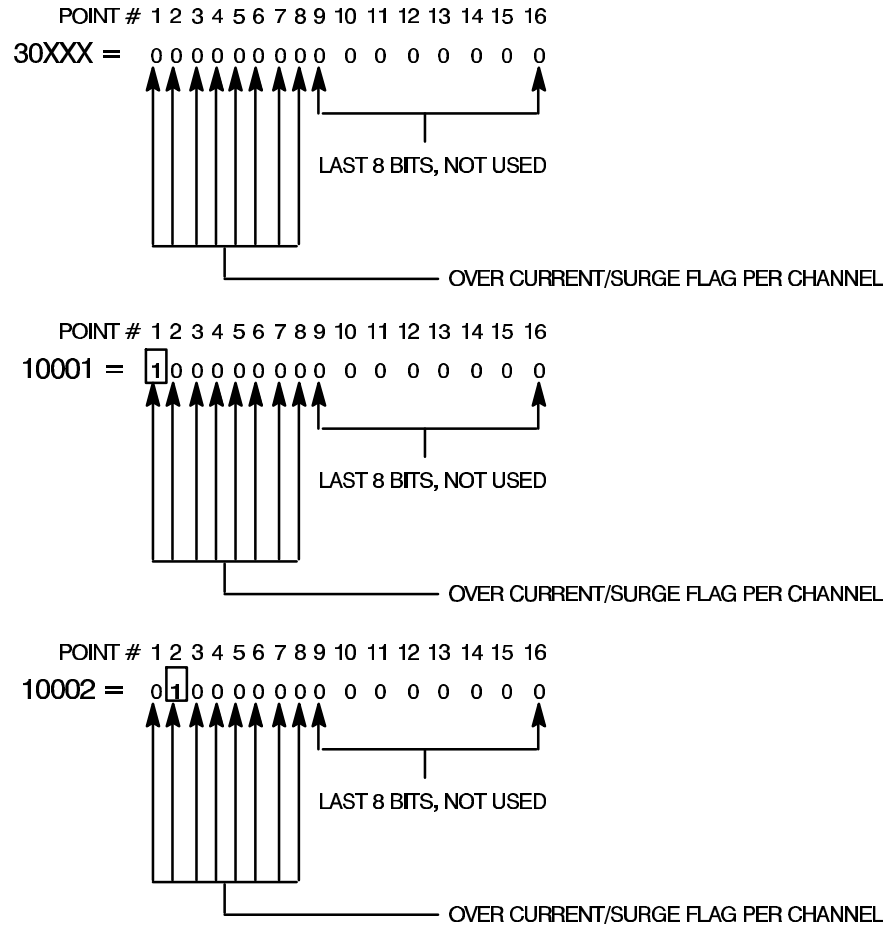 POINT # 1 2 3 4 5 6 7 8 9 10 11 12 13 14 15 16
30XXX = 0 0 0 0 0 0 0 0 0 0 0 0 0 0 0 0
LAST 8 BITS, NOT USED
OVER CURRENT/SURGE FLAG PER CHANNEL
POINT # 1 2 3 4 5 6 7 8 9 10 11 12 13 14 15 16
10001 = 1 0 0 0 0 0 0 0 0 0 0 0 0 0 0 0
LAST 8 BITS, NOT USED
OVER CURRENT/SURGE FLAG PER CHANNEL
POINT # 1 2 3 4 5 6 7 8 9 10 11 12 13 14 15 16
10002 = 0 1 0 0 0 0 0 0 0 0 0 0 0 0 0 0
LAST 8 BITS, NOT USED
OVER CURRENT/SURGE FLAG PER CHANNEL